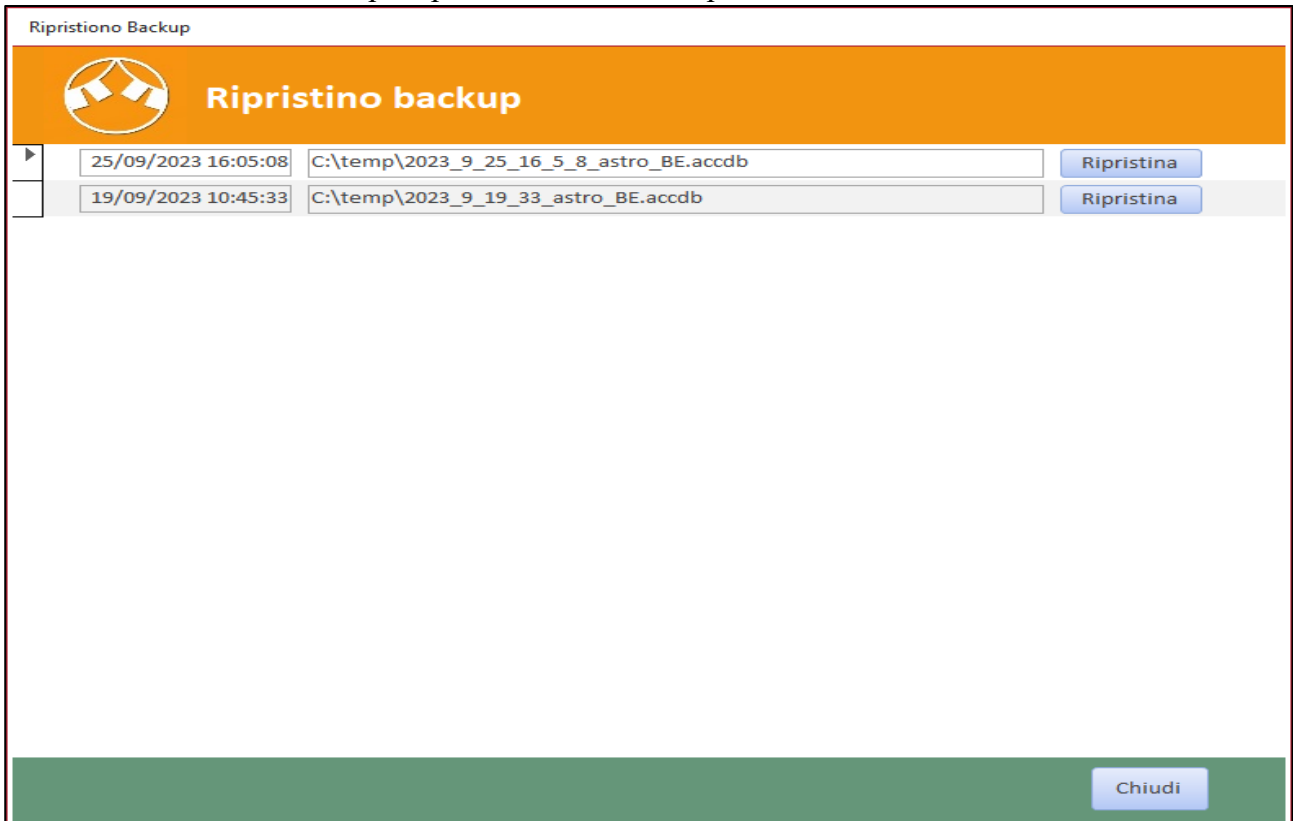 Ripristiono Backup
Ripristino backup
25/09/2023 16:05:08 C:\temp\2023_9_25_16_5_8_astro_BE.accdb Ripristina
19/09/2023 10:45:33 C:\temp\2023_9_19_33_astro_BE.accdb Ripristina
Chiudi